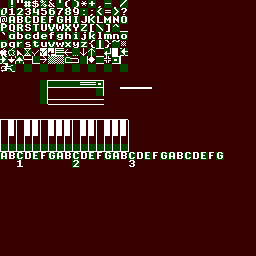 !"#$%&'()*+,-./
0123456789:;<=>?
@ABCDEFGHIJKLMNO
PQRSTUVWXYZ[\]^_
`abcdefghijklmno
pqrstuvwxyz{|}~
ABCDEFGABCDEFGABCDEFGABCDEFG
1 2 3